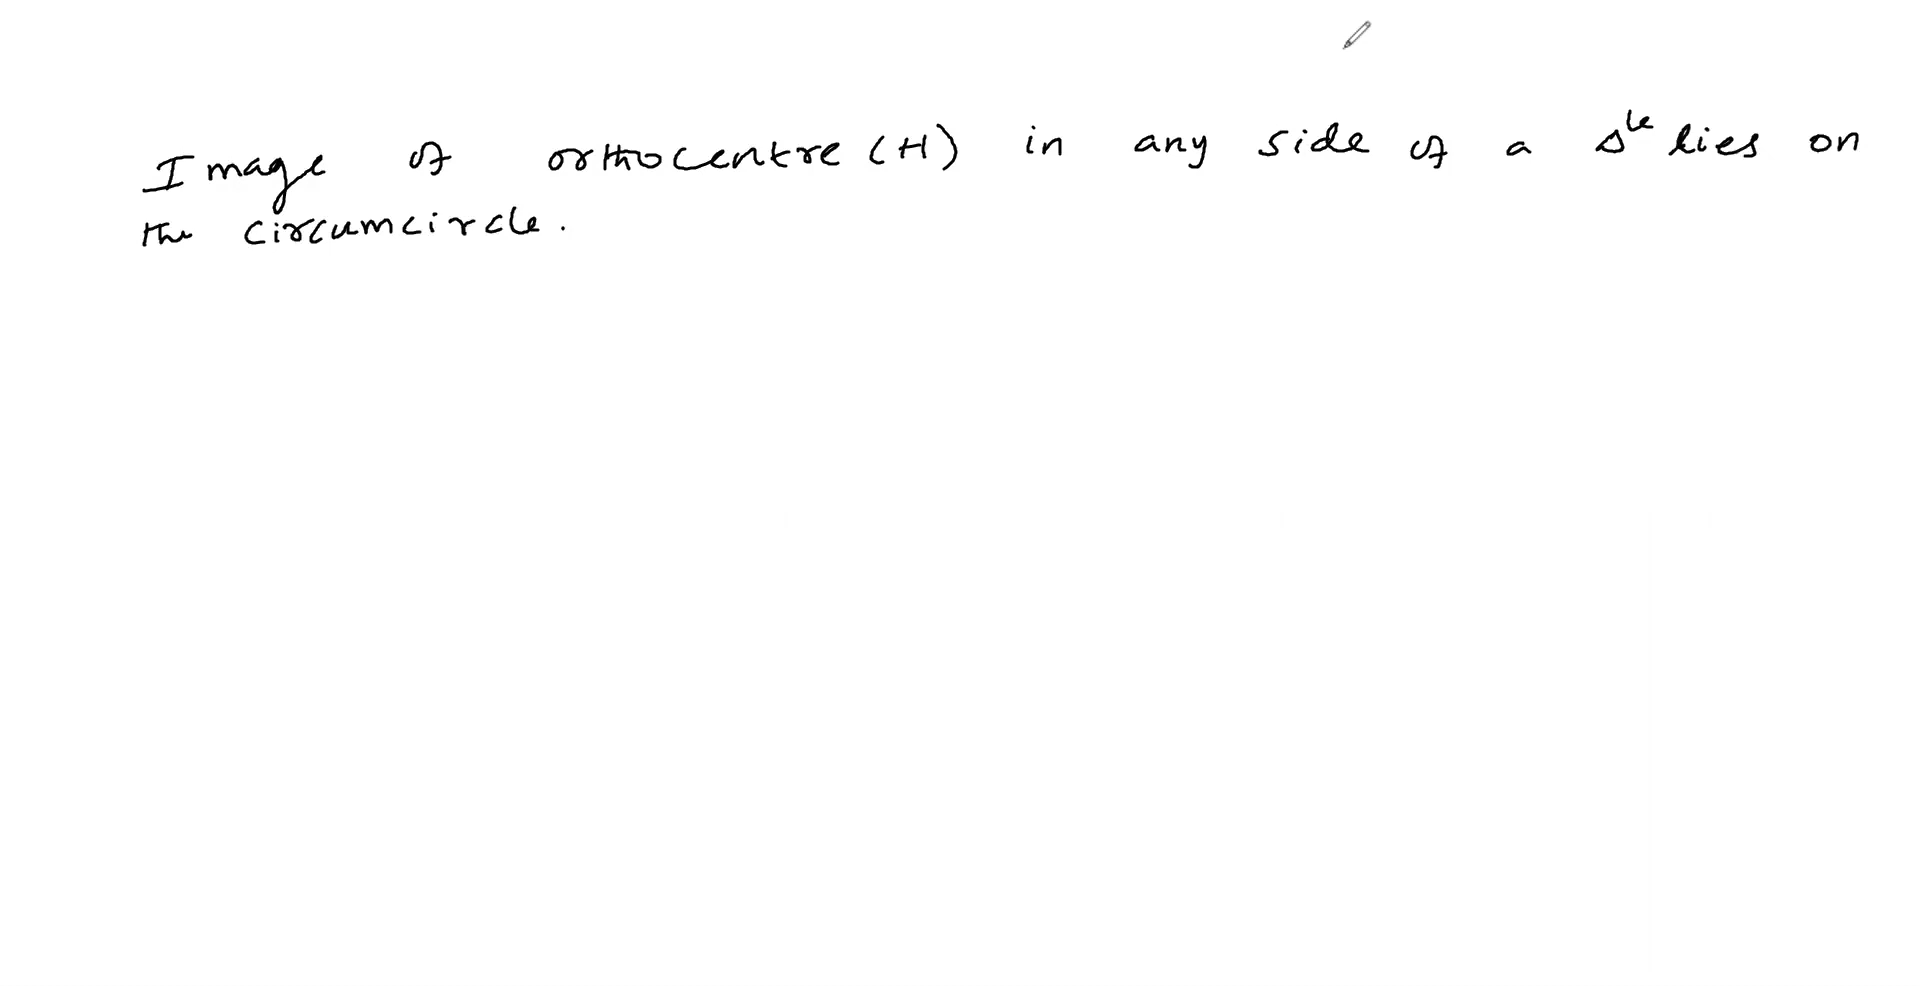 Image of orthocentre (H) in any side of a Δle lies on
the circumcircle.